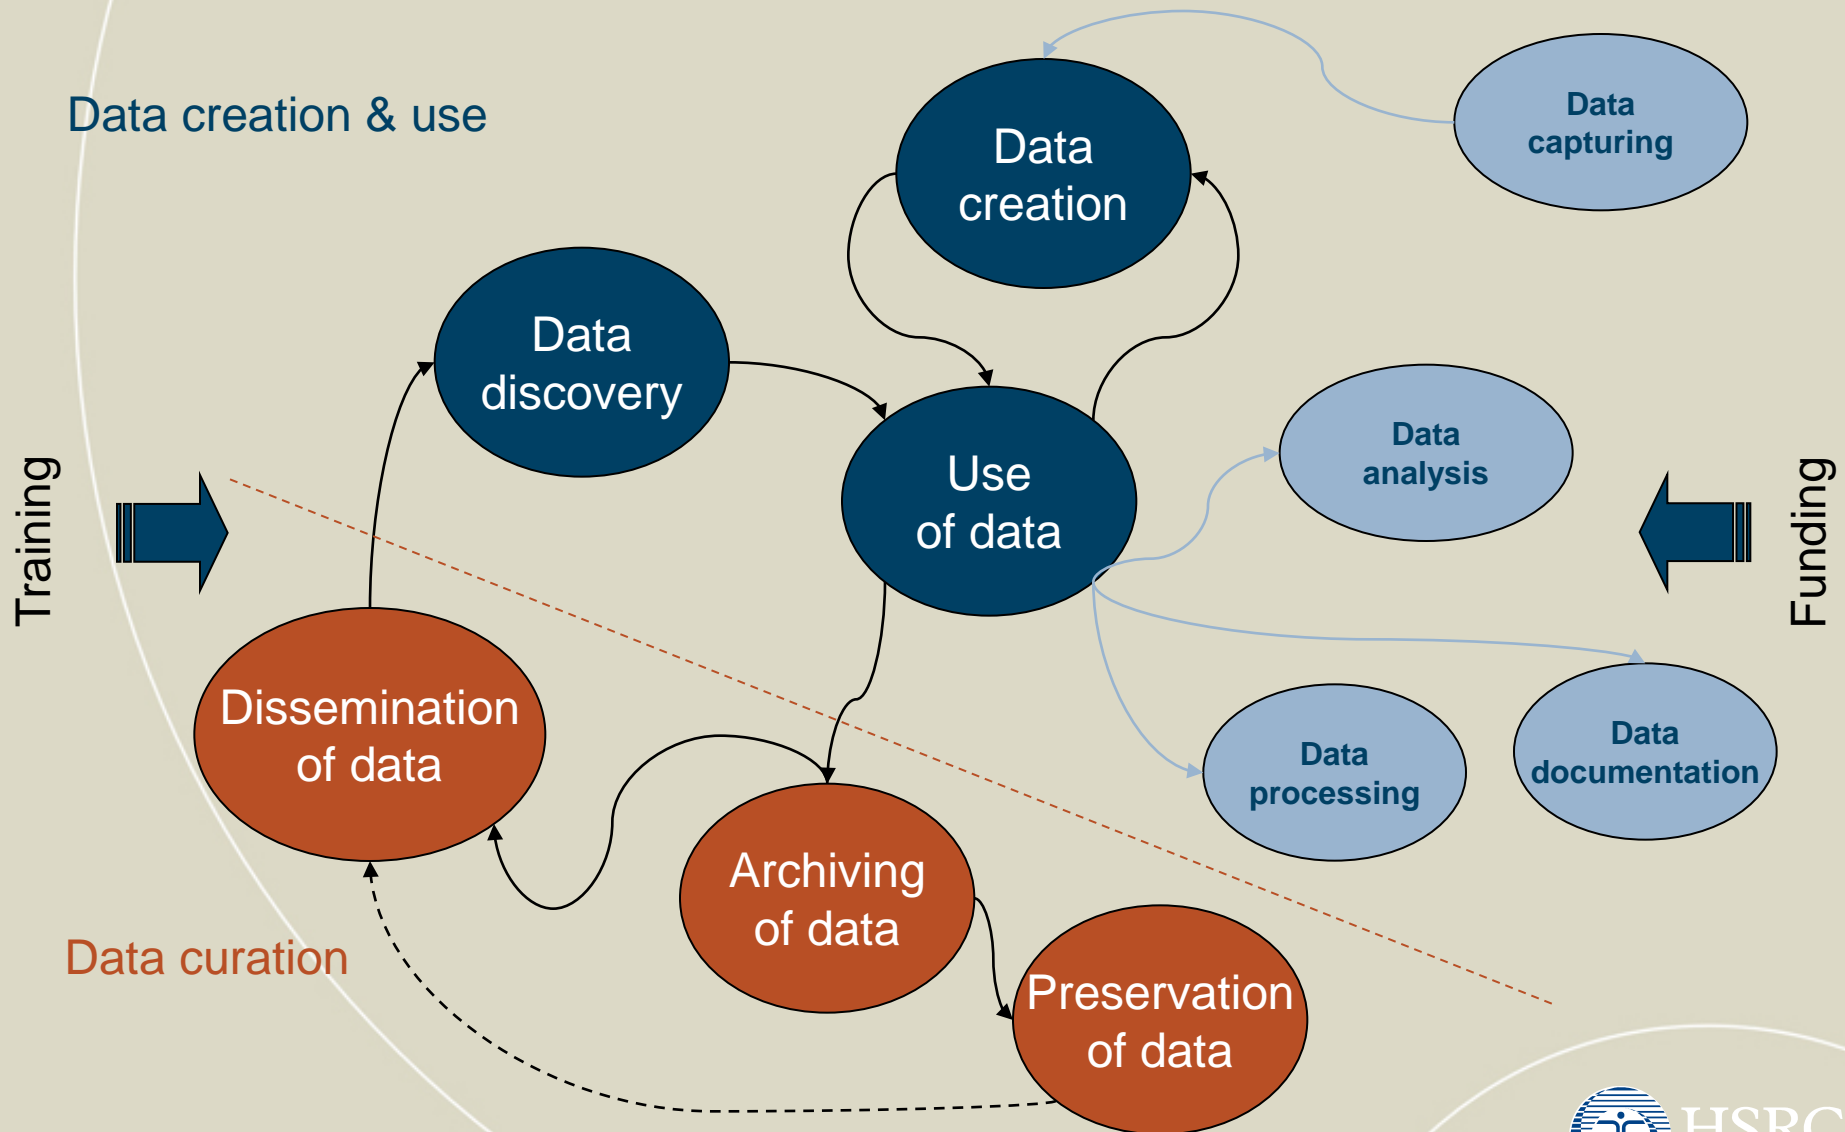 Data creation & use
Data
creation
Data
capturing
Data
discovery
Use
of data
Data
analysis
Training
Funding
Dissemination
of data
Data
processing
Data
documentation
Archiving
of data
Data curation
Preservation
of data
HSRC